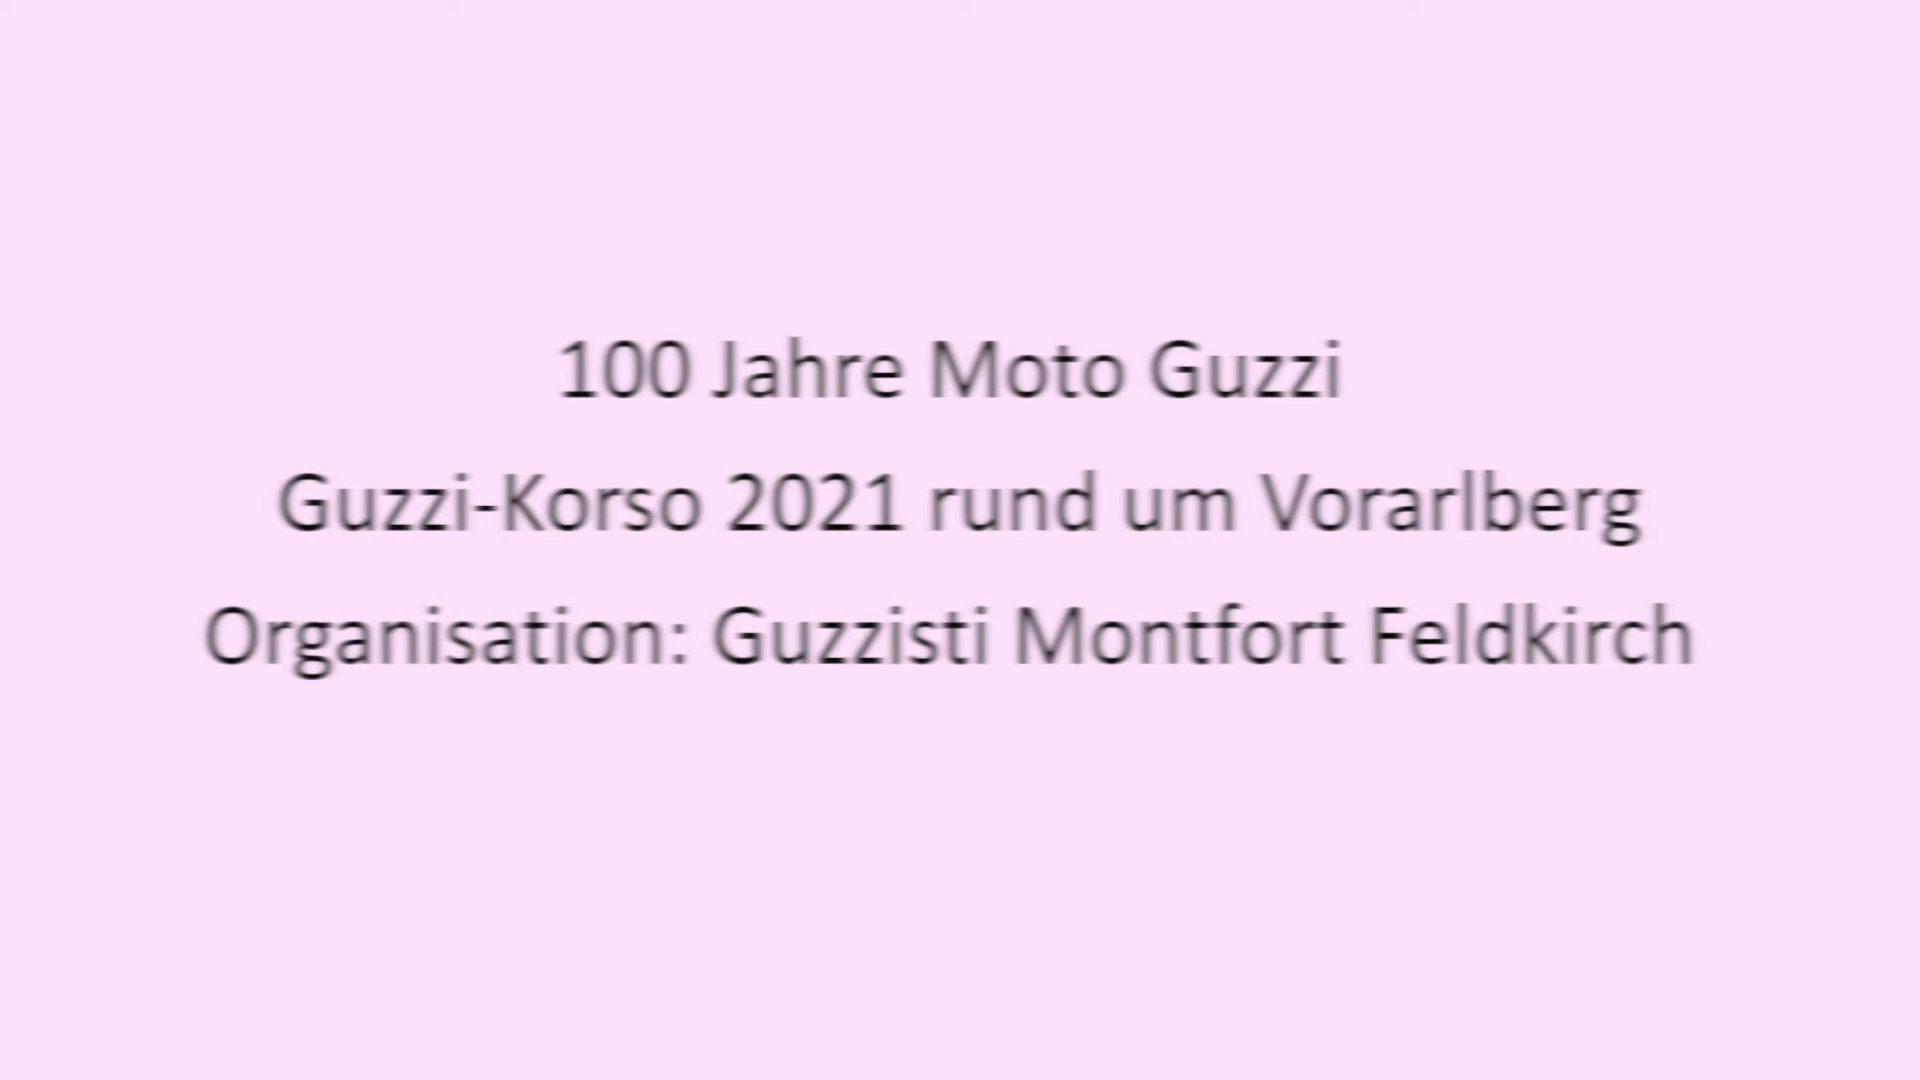 100 Jahre Moto Guzzi
Guzzi-Korso 2021 rund um Vorarlberg
Organisation: Guzzisti Montfort Feldkirch